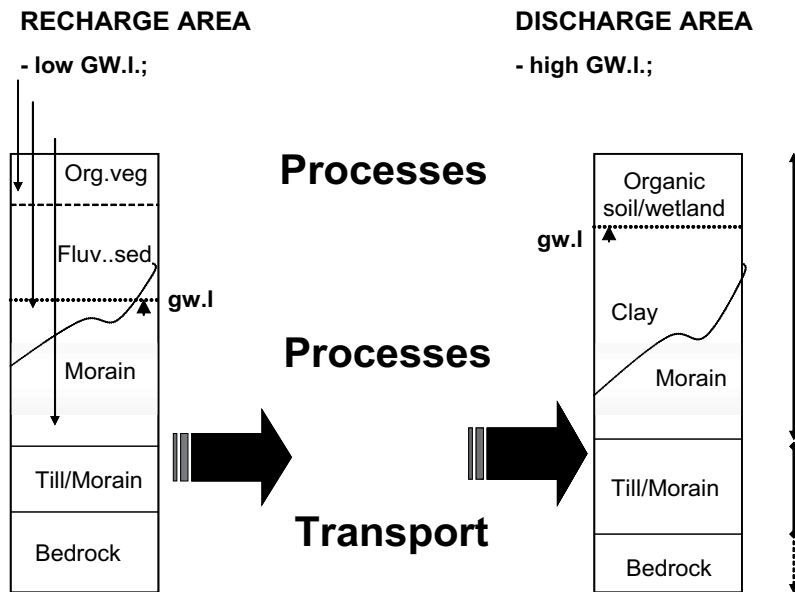 RECHARGE AREA
- low GW.l.;
DISCHARGE AREA
- high GW.l.;
Processes
Org.veg
Fluv..sed
gw.l
Morain
Till/Morain
Bedrock
Processes
Transport
Organic
soil/wetland
gw.l
Clay
Morain
Till/Morain
Bedrock